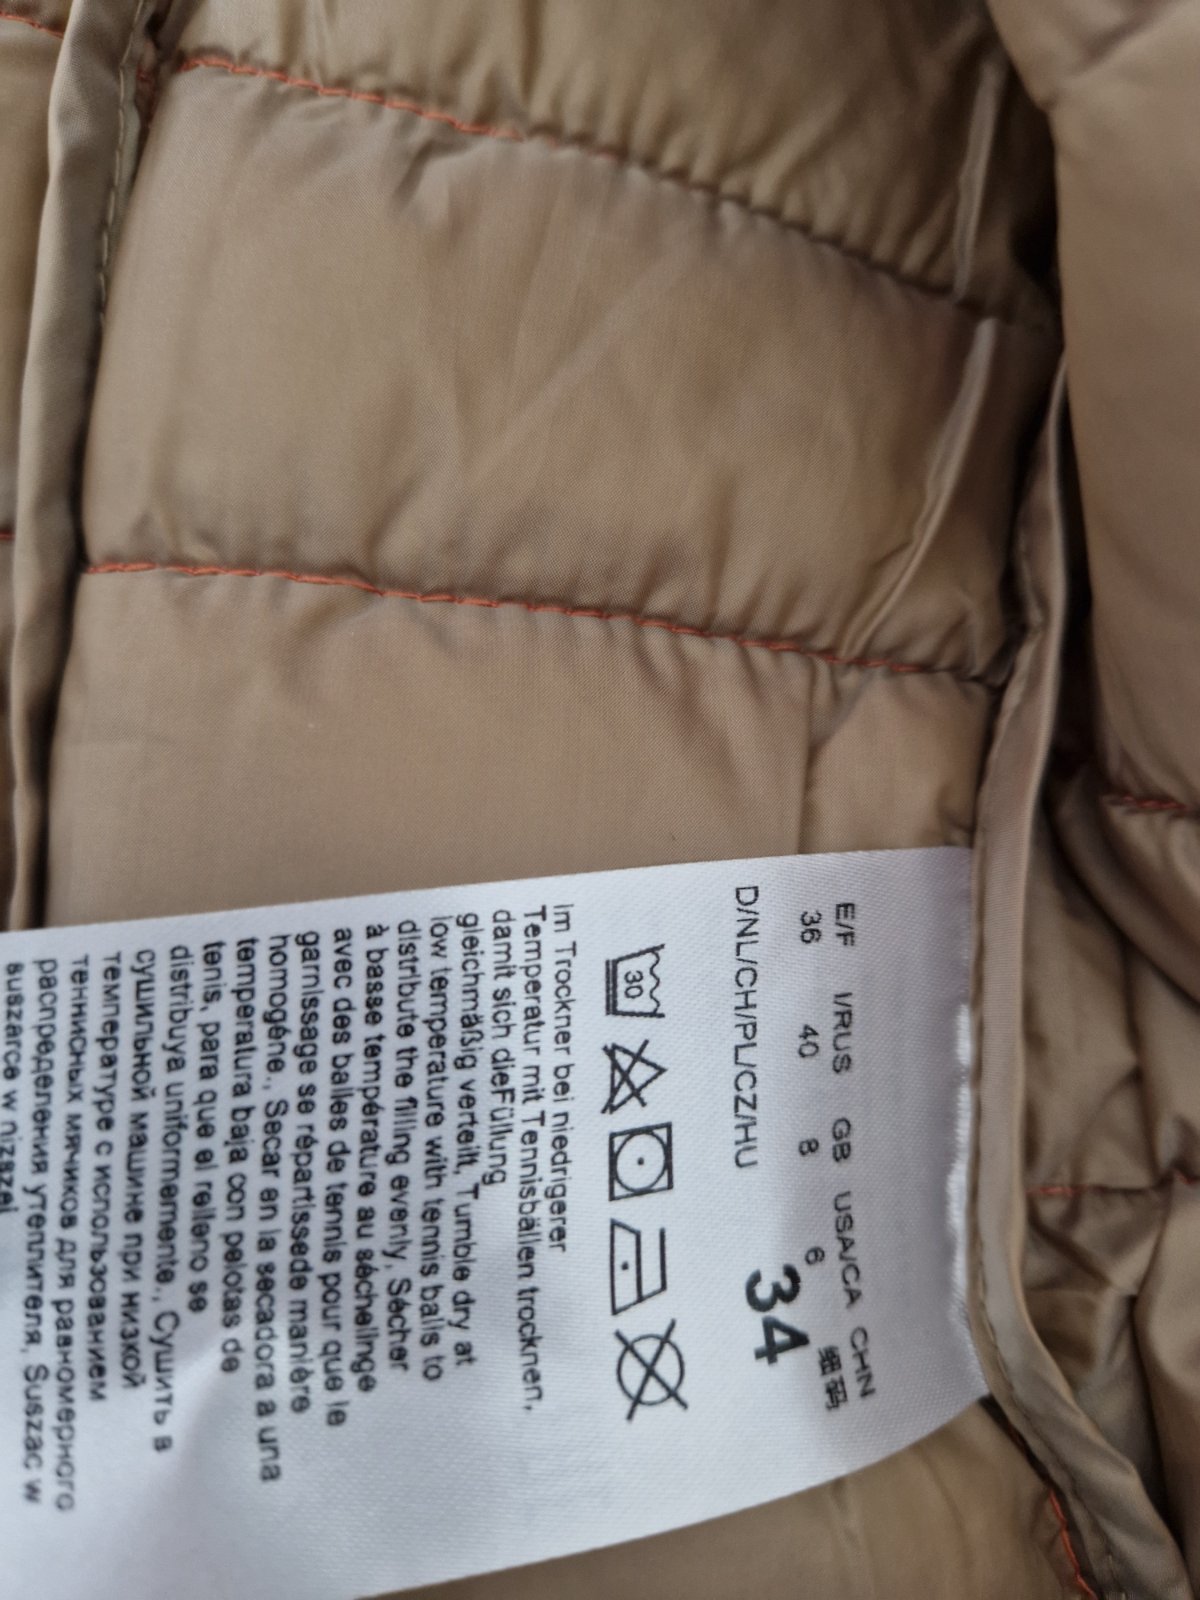 E/F I/RUS GB USA/CA CHN
36 40 8 6 细码
D/NL/CH/PL/CZ/HU 34
30
Im Trockner bei niedrigerer
Temperatur mit Tennisbällen trocknen,
damit sich dieFüllung
gleichmäßig verteilt, Tumble dry at
low temperature with tennis balls to
distribute the filling evenly, Sécher
à basse température au sèchelinge
avec des balles de tennis pour que le
garnissage se répartissede manière
homogéne., Secar en la secadora a una
temperatura baja con pelotas de
tenis, para que el relleno se
distribuya uniformemente., Сушить в
сушильной машине при низкой
температуре с использованием
теннисных мячиков для равномерного
распределения утеплителя, Suszac w
suszarce w nizszej